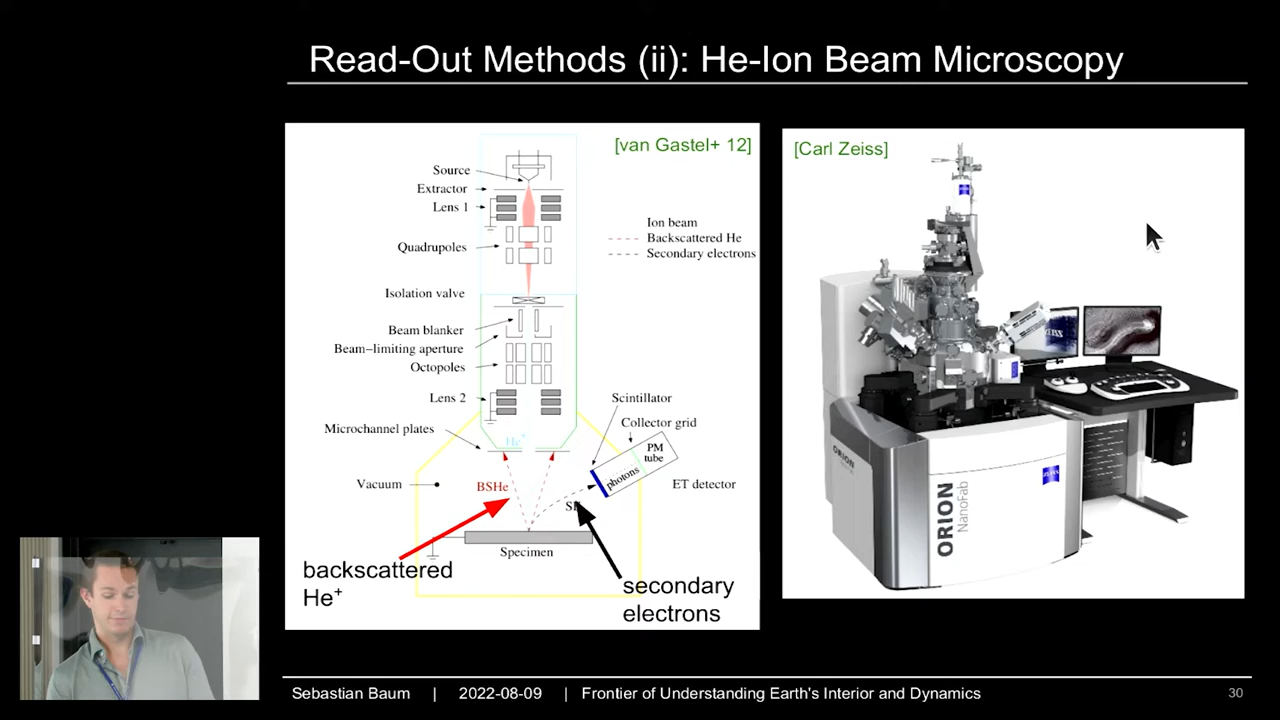 Read-Out Methods (ii): He-Ion Beam Microscopy
[van Gastel+ 12]
Source
Extractor
Lens 1
Quadrupoles
Isolation valve
Beam blanker
Beam-limiting aperture
Octopoles
Lens 2
Microchannel plates
Vacuum
Ion beam
Backscattered He
Secondary electrons
Scintillator
Collector grid
PM
tube
photons
ET detector
He+
BSHe
Specimen
backscattered
He+
secondary
electrons
[Carl Zeiss]
ORION
NanoFab
ORION
Sebastian Baum | 2022-08-09 | Frontier of Understanding Earth's Interior and Dynamics
30